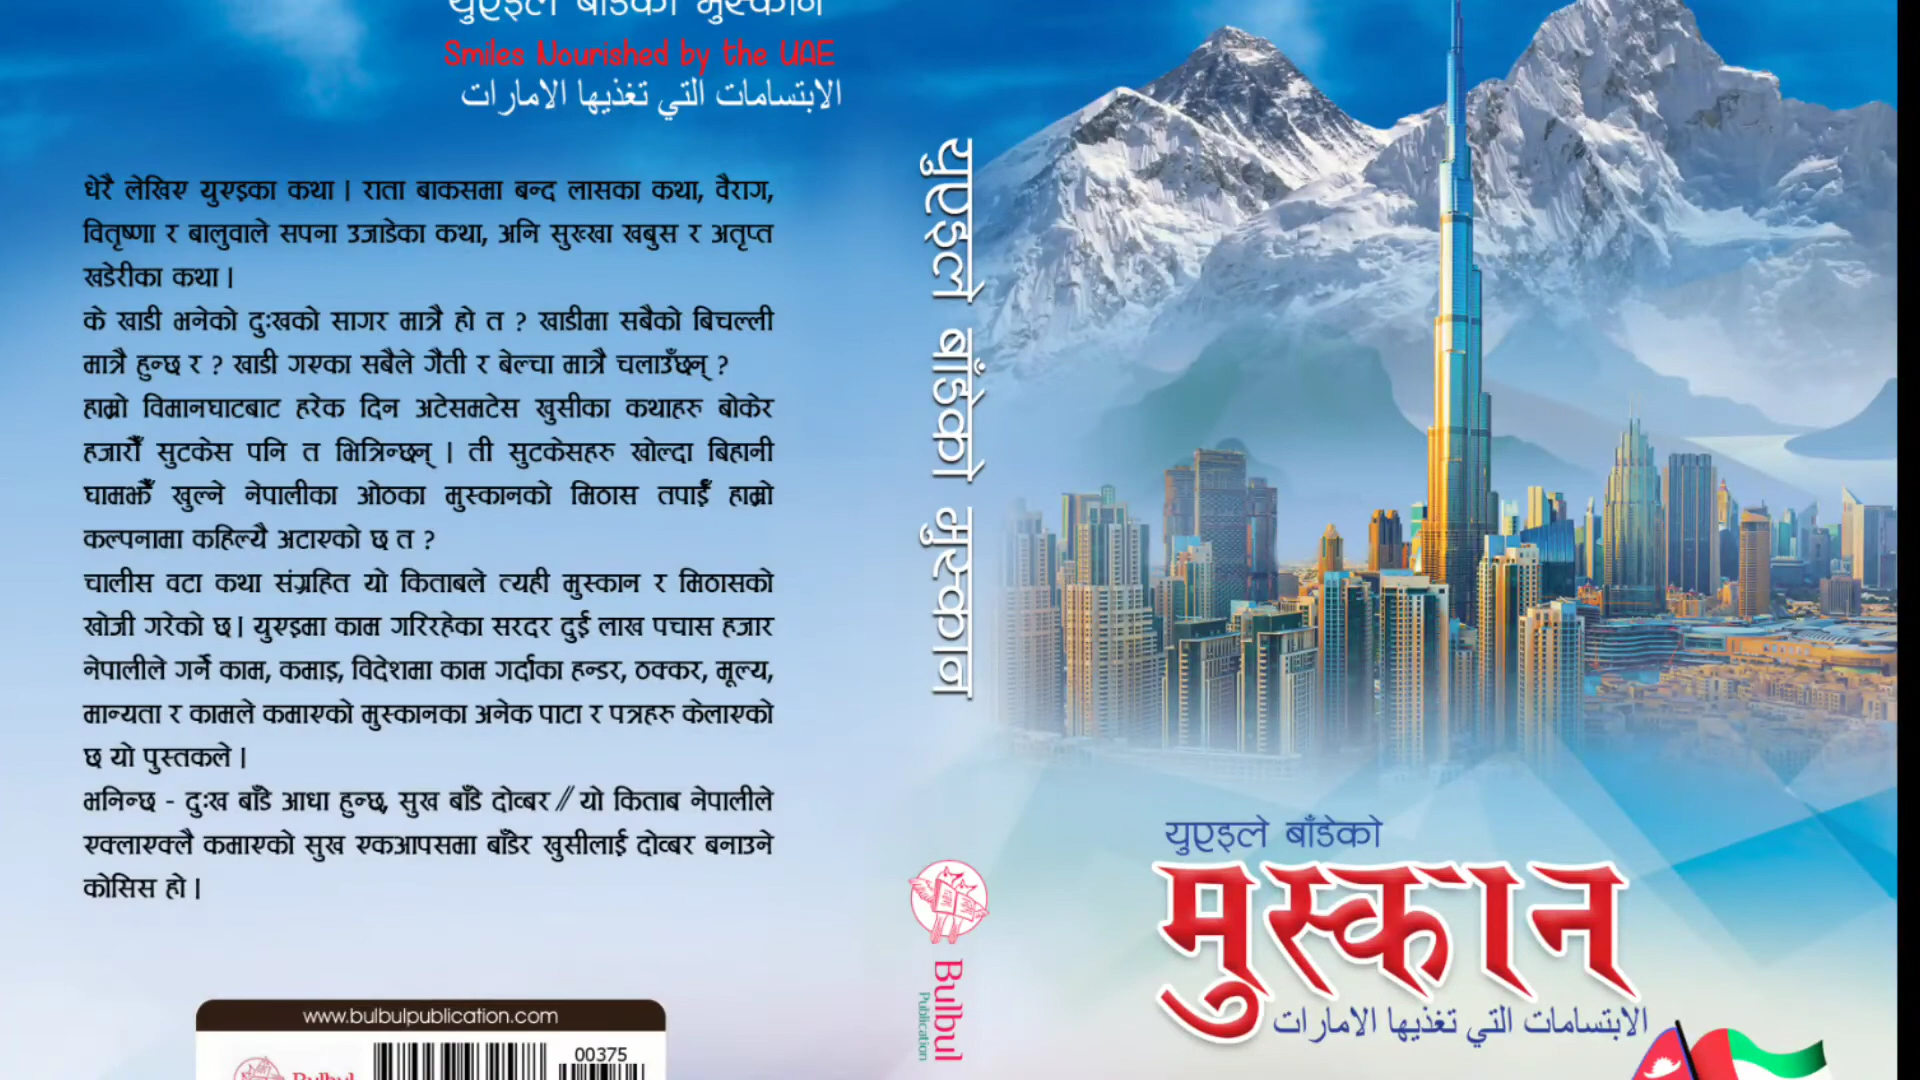 युएइले बाँडेको मुस्कान
Smiles Nourished by the UAE
الابتسامات التي تغذيها الامارات
धेरै लेखिए युएइका कथा । राता बाकसमा बन्द लासका कथा, वैराग,
वितृष्णा र बालुवाले सपना उजाडेका कथा, अनि सुख्खा खबुस र अतृप्त
खडेरीका कथा ।
के खाडी भनेको दुःखको सागर मात्रै हो त ? खाडीमा सबैको बिचल्ली
मात्रै हुन्छ र ? खाडी गएका सबैले गैती र बेल्चा मात्रै चलाउँछन् ?
हाम्रो विमानघाटबाट हरेक दिन अटेसमटेस खुसीका कथाहरु बोकेर
हजारौँ सुटकेस पनि त भित्रिन्छन् । ती सुटकेसहरु खोल्दा बिहानी
घामझैँ खुल्ने नेपालीका ओठका मुस्कानको मिठास तपाईँ हाम्रो
कल्पनामा कहिल्यै अटाएको छ त ?
चालीस वटा कथा संग्रहित यो किताबले त्यही मुस्कान र मिठासको
खोजी गरेको छ । युएइमा काम गरिरहेका सरदर दुई लाख पचास हजार
नेपालीले गर्ने काम, कमाइ, विदेशमा काम गर्दाका हन्डर, ठक्कर, मूल्य,
मान्यता र कामले कमाएको मुस्कानका अनेक पाटा र पत्रहरु केलाएको
छ यो पुस्तकले ।
भनिन्छ - दुःख बाँडे आधा हुन्छ, सुख बाँडे दोव्बर // यो किताब नेपालीले
एक्लाएक्लै कमाएको सुख एकआपसमा बाँडेर खुसीलाई दोव्बर बनाउने
कोसिस हो ।
www.bulbulpublication.com
00375
Bulbul
युएइले बाँडेको मुस्कान
Bulbul
Publication
युएइले बाँडेको
मुस्कान
الابتسامات التي تغذيها الامارات